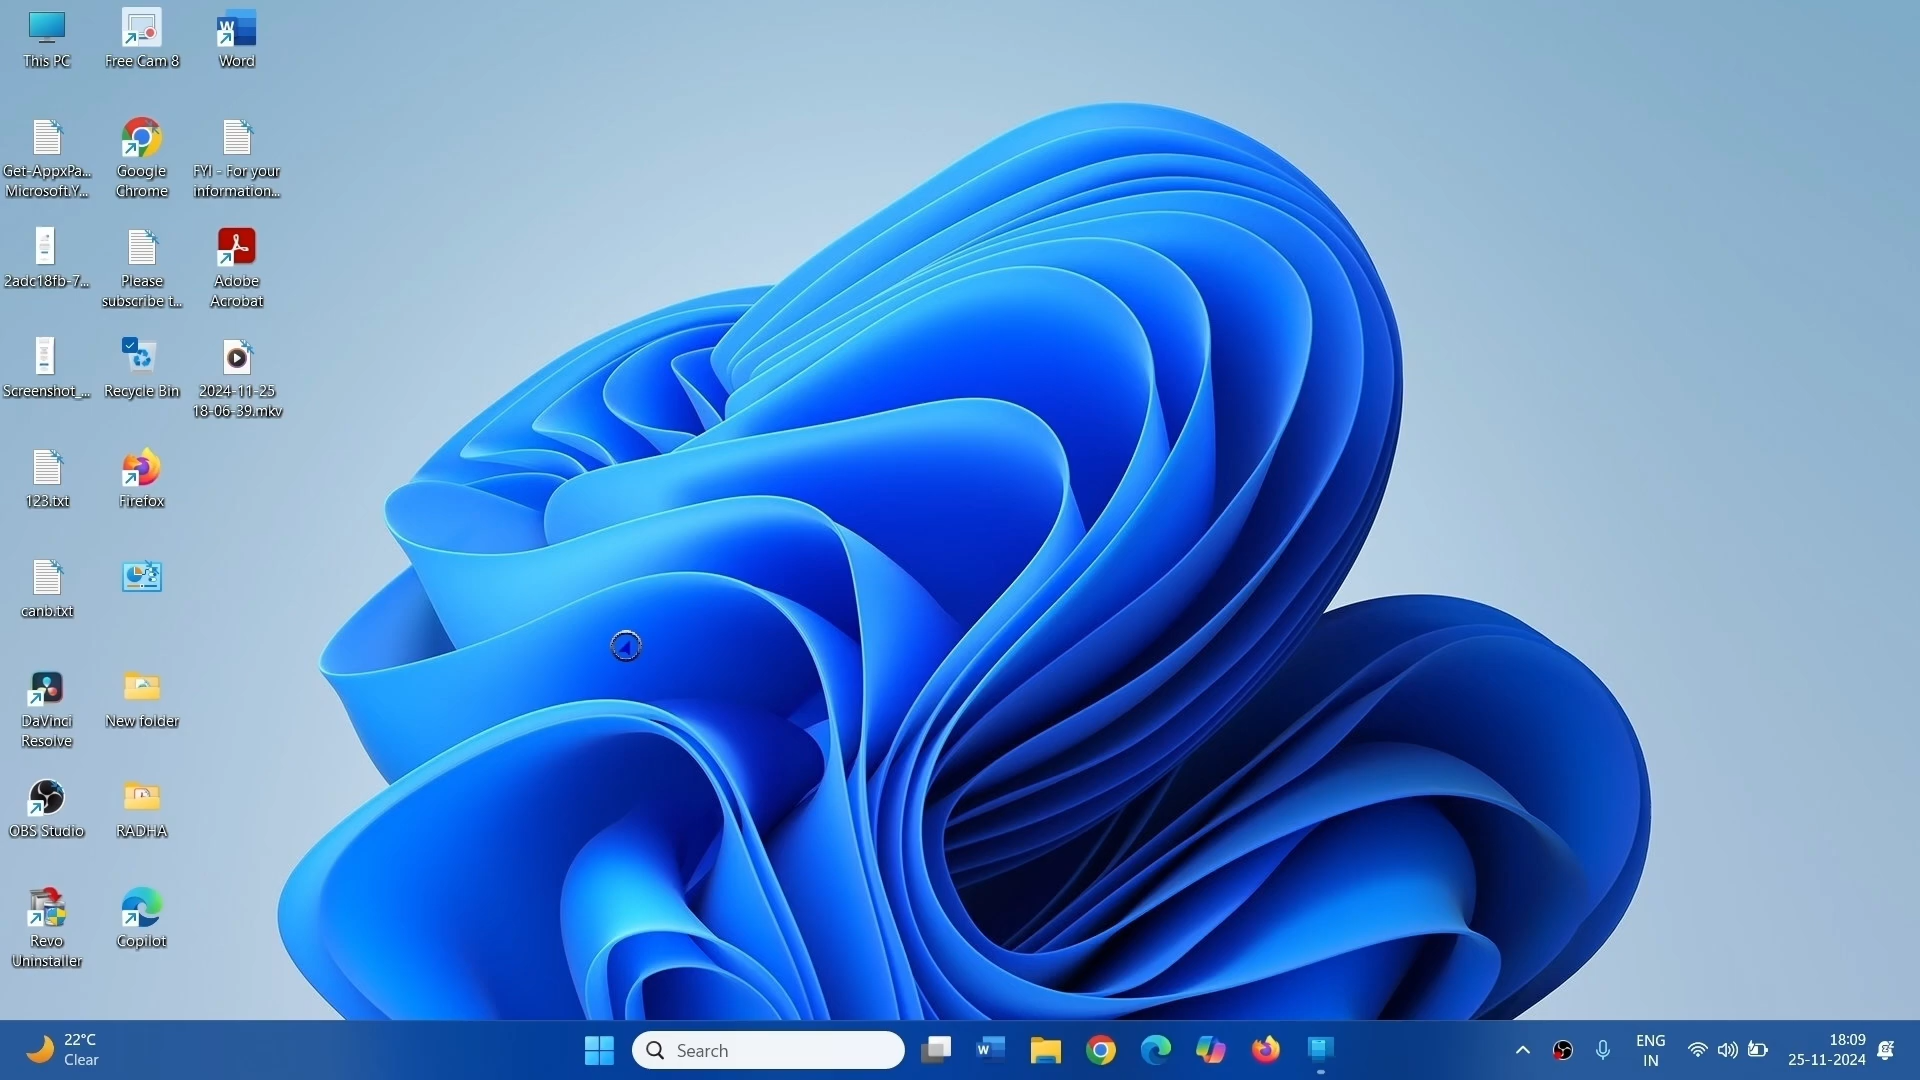 This PC
Free Cam 8
Word
Get-AppxPa...
Microsoft.Y...
Google
Chrome
FYI - For your
information...
2adc18fb-7...
Please
subscribe t...
Adobe
Acrobat
Screenshot_...
Recycle Bin
2024-11-25
18-06-39.mkv
123.txt
Firefox
canb.txt
DaVinci
Resolve
New folder
OBS Studio
RADHA
Revo
Uninstaller
Copilot
22°C
Clear
Search
ENG
IN
18:09
25-11-2024